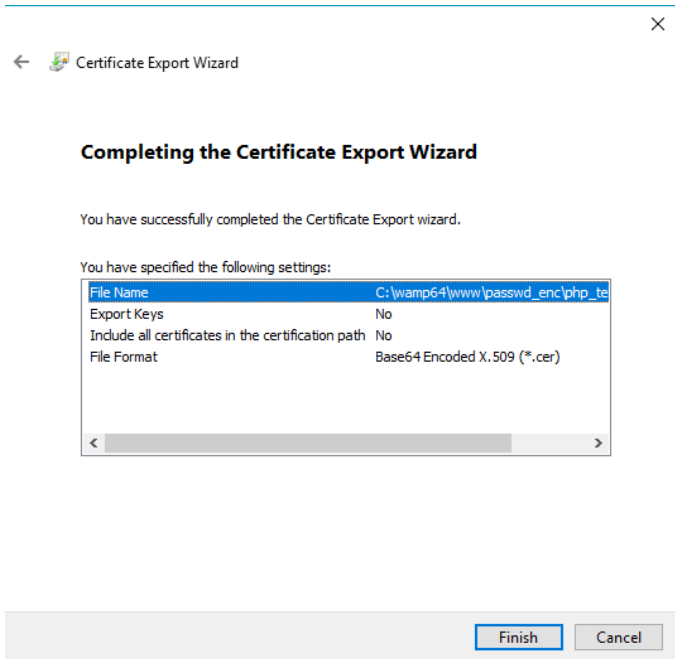 Certificate Export Wizard
Completing the Certificate Export Wizard
You have successfully completed the Certificate Export wizard.
You have specified the following settings:
File Name C:\wamp64\www\passwd_enc\php_te
Export Keys No
Include all certificates in the certification path No
File Format Base64 Encoded X.509 (*.cer)
Finish Cancel